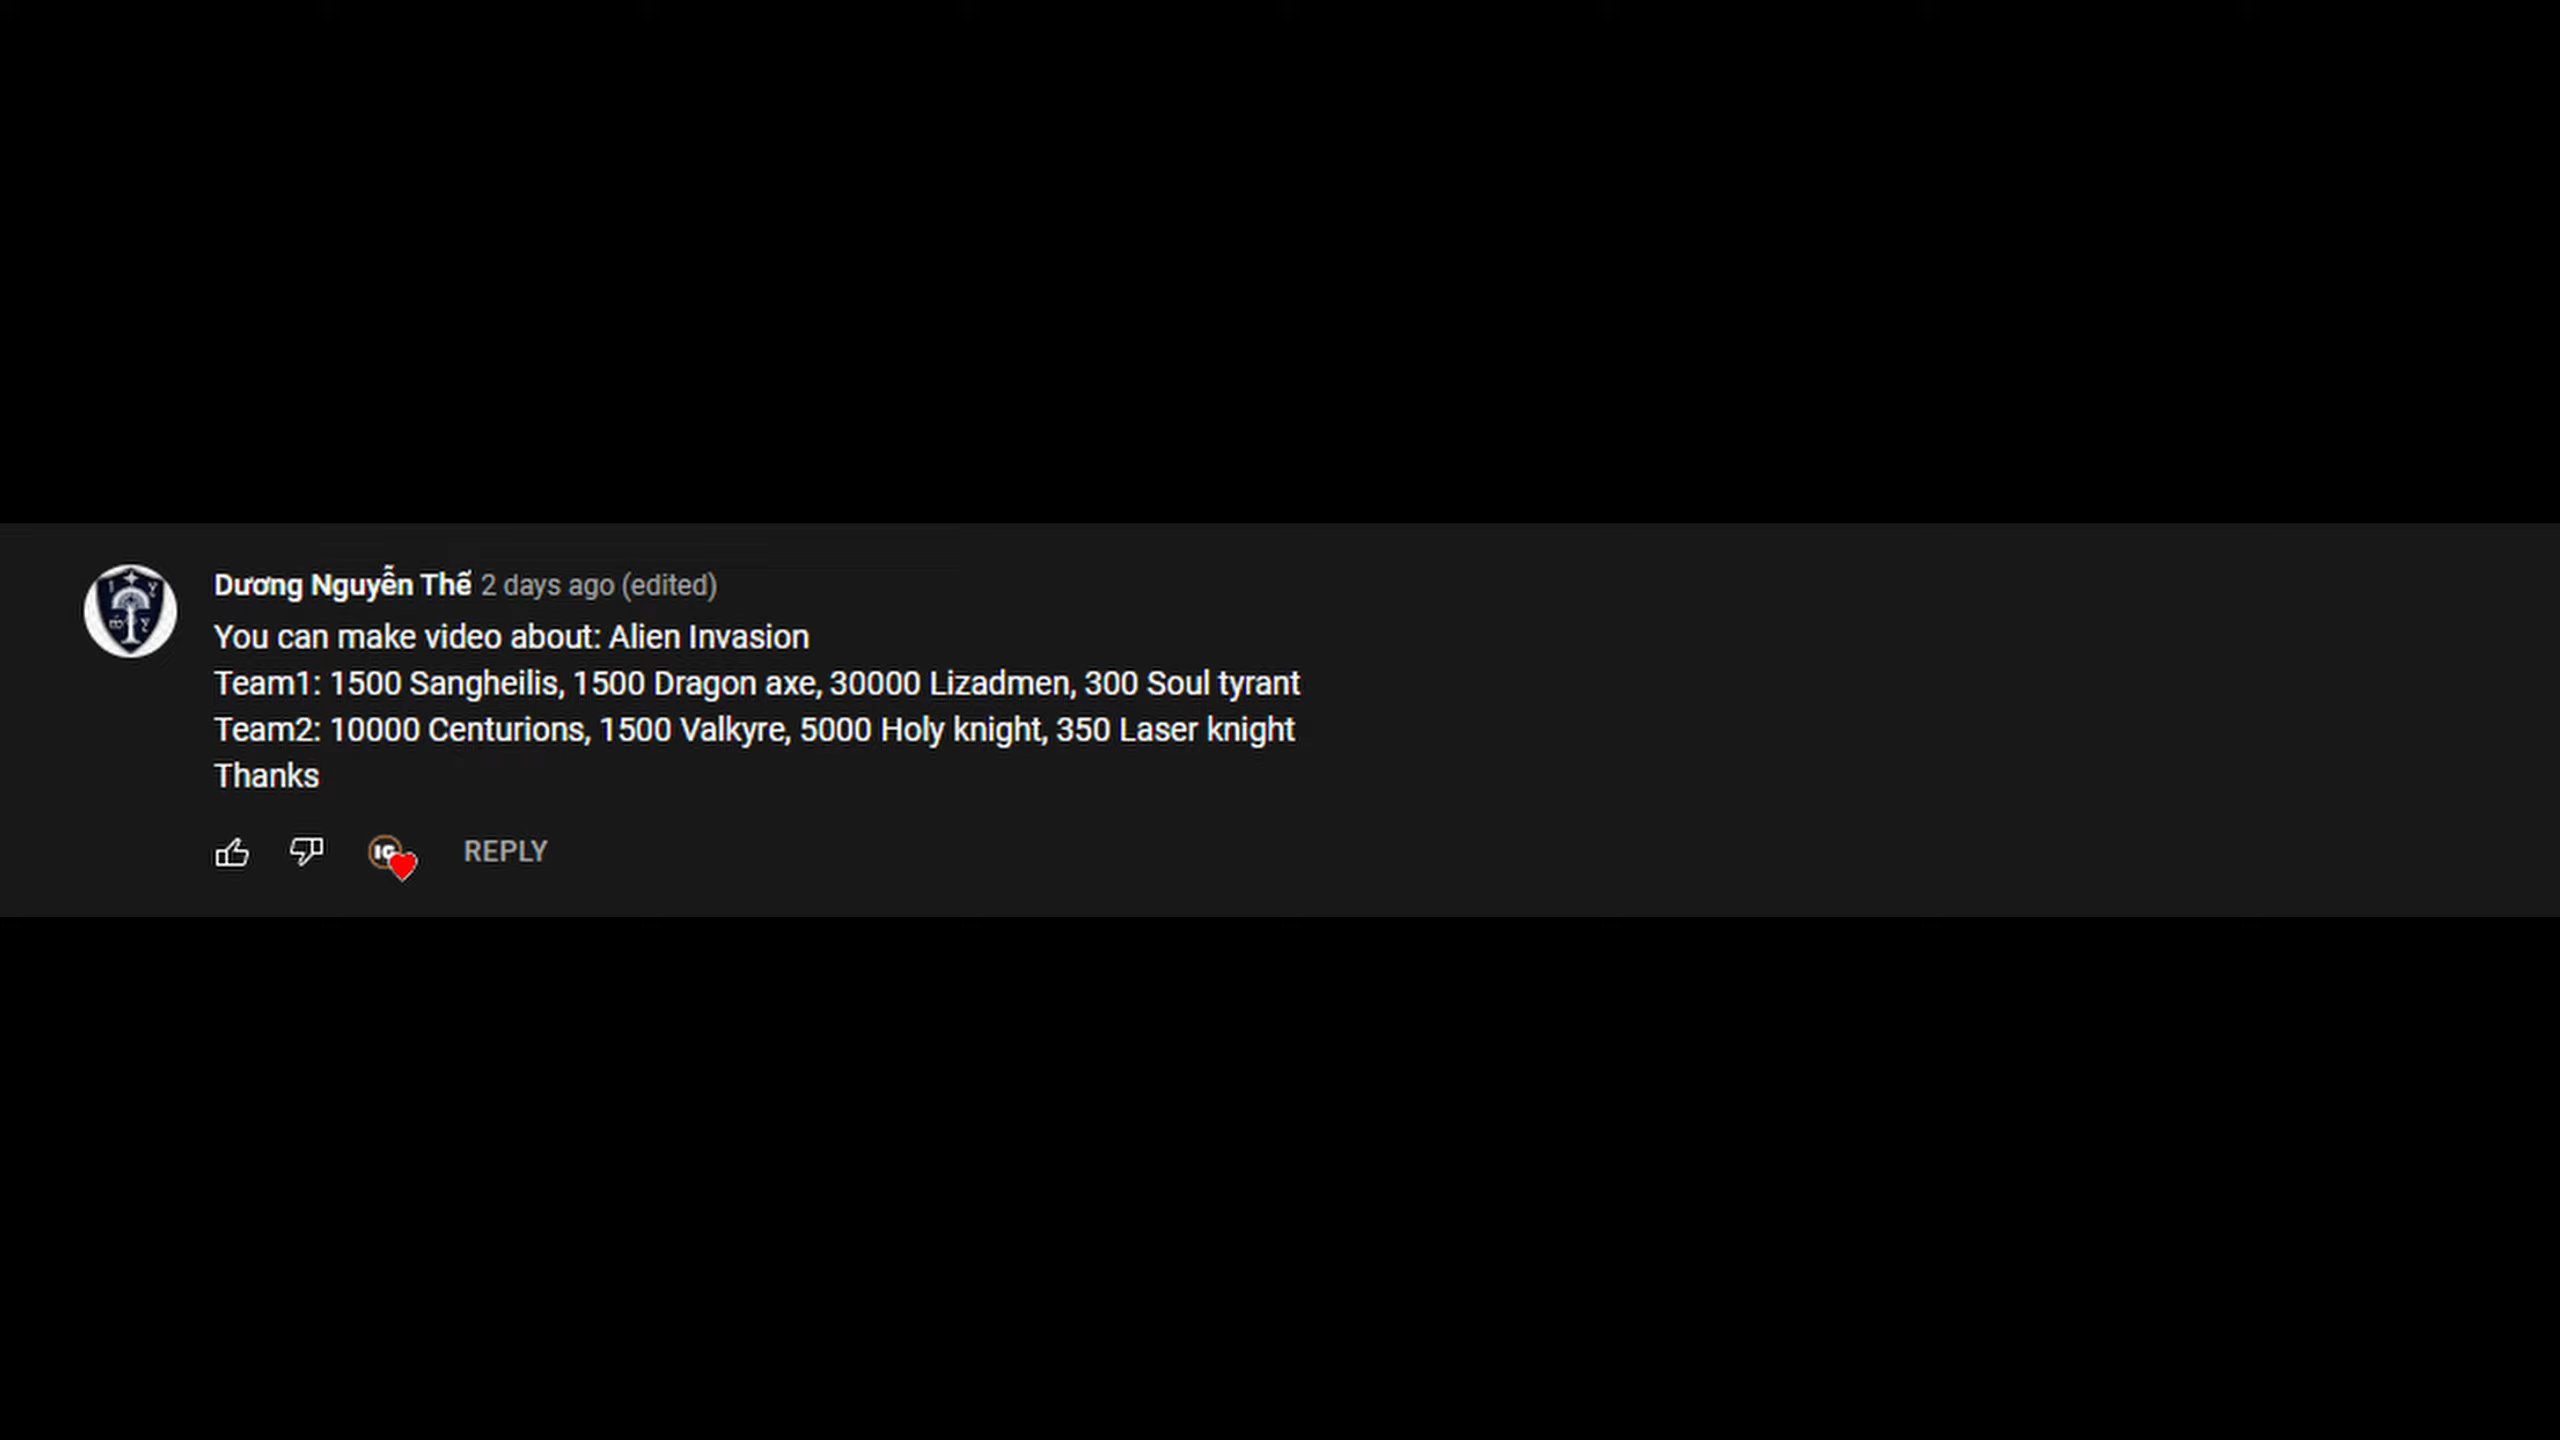 Dương Nguyễn Thế 2 days ago (edited)
You can make video about: Alien Invasion
Team1: 1500 Sangheilis, 1500 Dragon axe, 30000 Lizadmen, 300 Soul tyrant
Team2: 10000 Centurions, 1500 Valkyre, 5000 Holy knight, 350 Laser knight
Thanks
IG REPLY